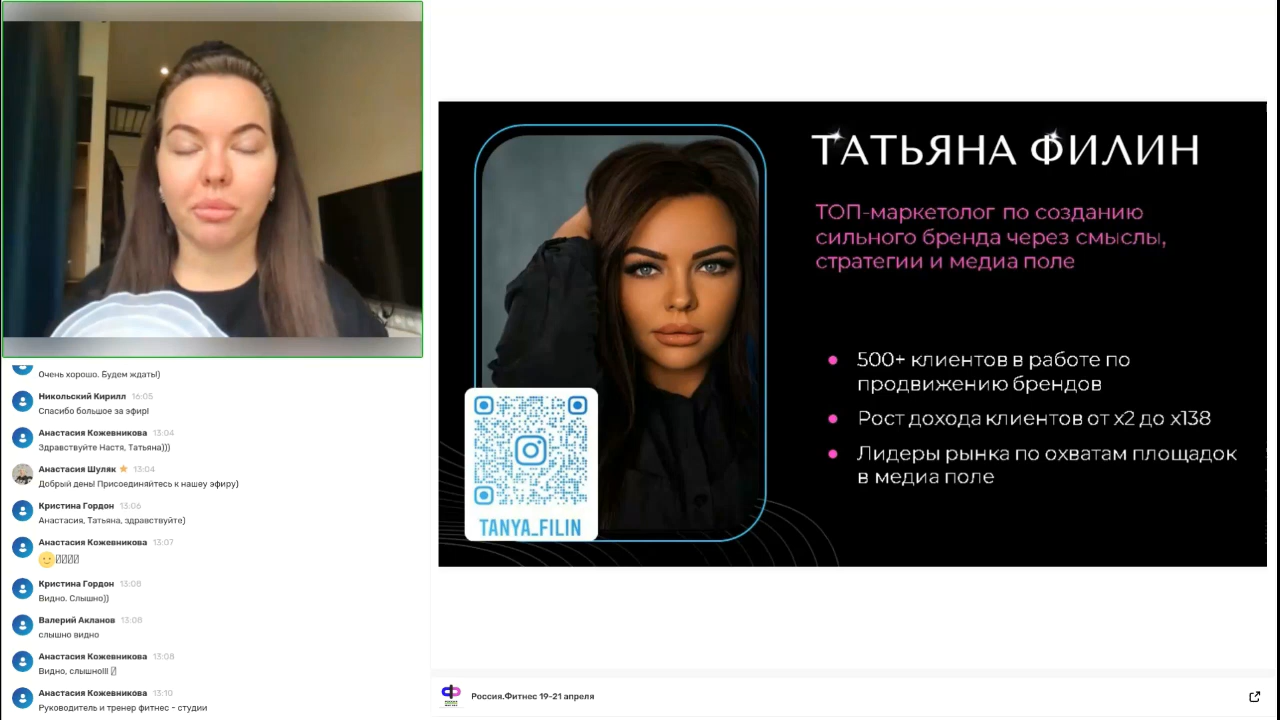 Очень хорошо. Будем ждать!)
Никольский Кирилл 16:05
Спасибо большое за эфир!
Анастасия Кожевникова 13:04
Здравствуйте Настя, Татьяна)))
Анастасия Шуляк 13:04
Добрый день! Присоединяйтесь к нашеу эфиру)
Кристина Гордон 13:06
Анастасия, Татьяна, здравствуйте)
Анастасия Кожевникова 13:07
Кристина Гордон 13:08
Видно. Слышно))
Валерий Акланов 13:08
слышно видно
Анастасия Кожевникова 13:08
Видно, слышно!!!
Анастасия Кожевникова 13:10
Руководитель и тренер фитнес - студии
ТАТЬЯНА ФИЛИН
ТОП-маркетолог по созданию
сильного бренда через смыслы,
стратегии и медиа поле
500+ клиентов в работе по
продвижению брендов
Рост дохода клиентов от х2 до х138
Лидеры рынка по охватам площадок
в медиа поле
TANYA_FILIN
Россия.Фитнес 19-21 апреля